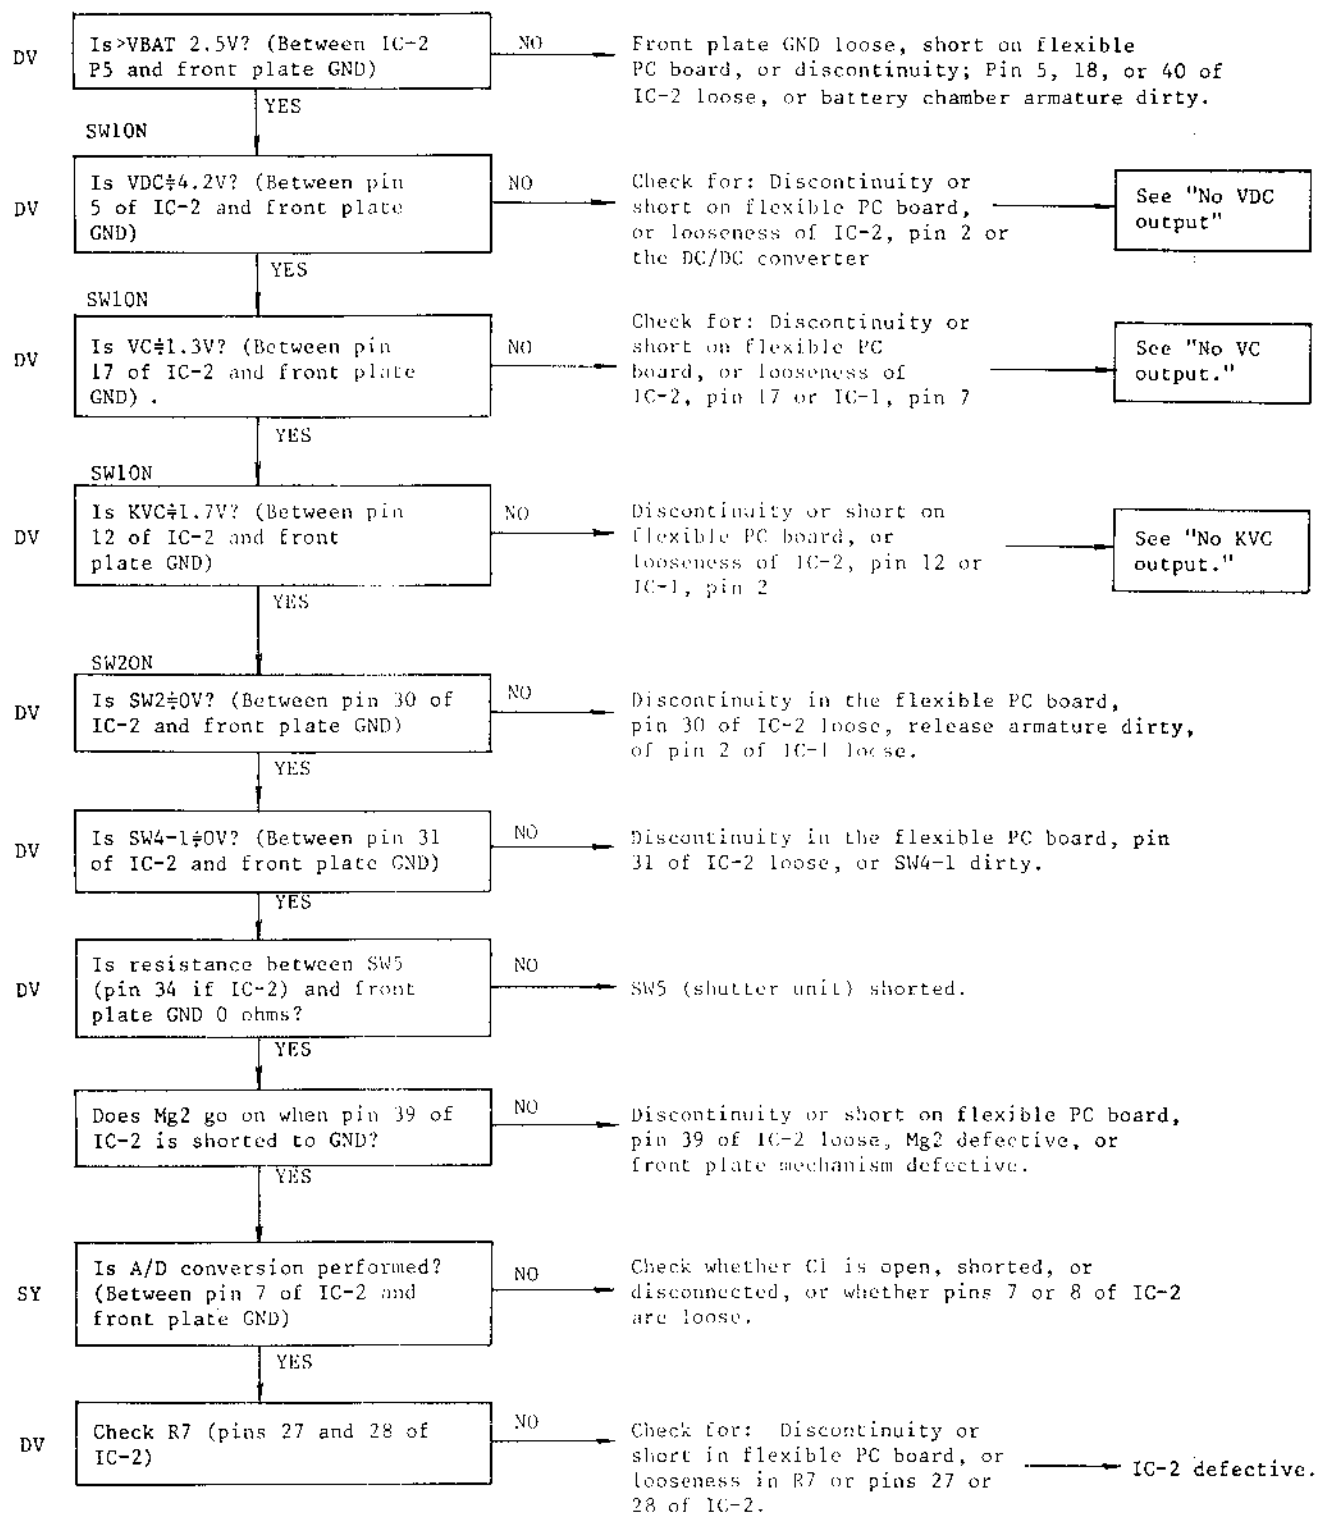 DV
Is>VBAT 2.5V? (Between IC-2
P5 and front plate GND)
NO
Front plate GND loose, short on flexible
PC board, or discontinuity; Pin 5, 18, or 40 of
IC-2 loose, or battery chamber armature dirty.
YES
SW1ON
DV
Is VDC≑4.2V? (Between pin
5 of IC-2 and front plate
GND)
NO
Check for: Discontinuity or
short on flexible PC board,
or looseness of IC-2, pin 2 or
the DC/DC converter
See "No VDC
output"
YES
SW1ON
DV
Is VC≑1.3V? (Between pin
17 of IC-2 and front plate
GND) .
NO
Check for: Discontinuity or
short on flexible PC
board, or looseness of
IC-2, pin 17 or IC-1, pin 7
See "No VC
output."
YES
SW1ON
DV
Is KVC≑1.7V? (Between pin
12 of IC-2 and front
plate GND)
NO
Discontinuity or short on
flexible PC board, or
looseness of IC-2, pin 12 or
IC-1, pin 2
See "No KVC
output."
YES
SW2ON
DV
Is SW2≑0V? (Between pin 30 of
IC-2 and front plate GND)
NO
Discontinuity in the flexible PC board,
pin 30 of IC-2 loose, release armature dirty,
of pin 2 of IC-1 loose.
YES
DV
Is SW4-1≑0V? (Between pin 31
of IC-2 and front plate GND)
NO
Discontinuity in the flexible PC board, pin
31 of IC-2 loose, or SW4-1 dirty.
YES
DV
Is resistance between SW5
(pin 34 if IC-2) and front
plate GND 0 ohms?
NO
SW5 (shutter unit) shorted.
YES
Does Mg2 go on when pin 39 of
IC-2 is shorted to GND?
NO
Discontinuity or short on flexible PC board,
pin 39 of IC-2 loose, Mg2 defective, or
front plate mechanism defective.
YES
SY
Is A/D conversion performed?
(Between pin 7 of IC-2 and
front plate GND)
NO
Check whether C1 is open, shorted, or
disconnected, or whether pins 7 or 8 of IC-2
are loose.
YES
DV
Check R7 (pins 27 and 28 of
IC-2)
NO
Check for:  Discontinuity or
short in flexible PC board, or
looseness in R7 or pins 27 or
28 of IC-2.
IC-2 defective.